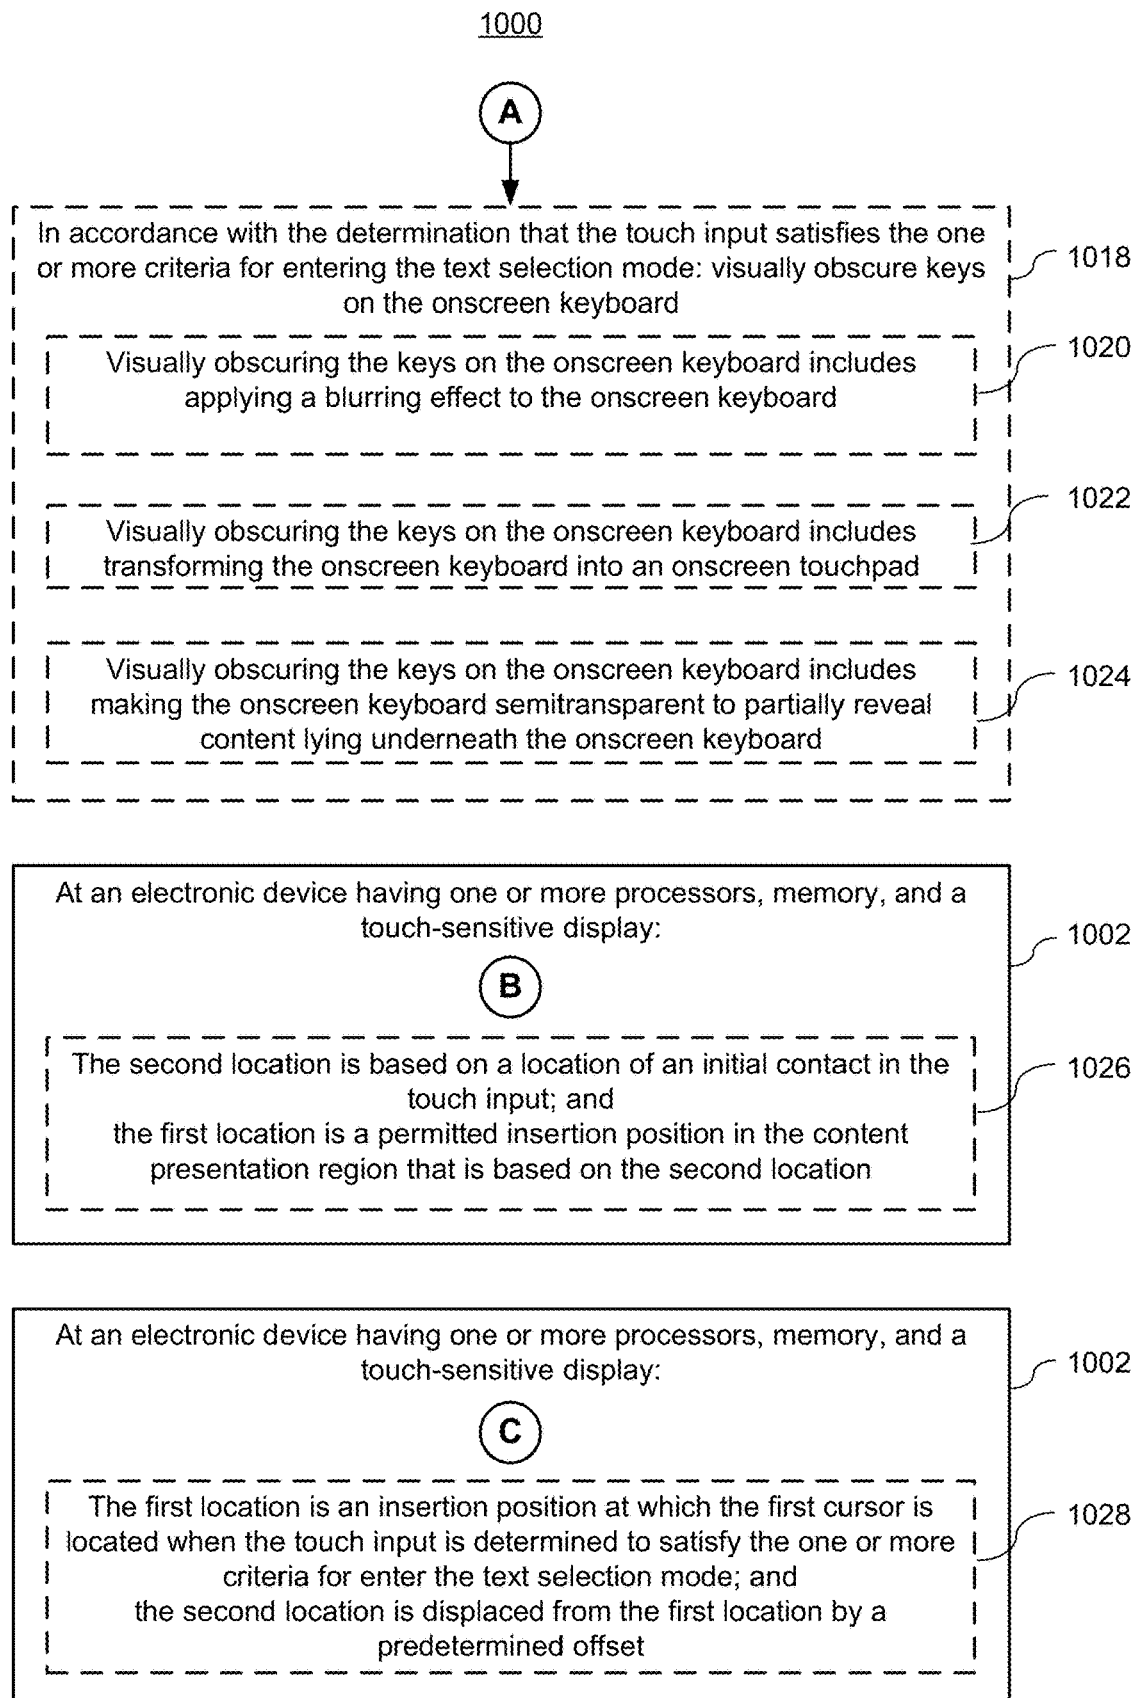 1000
A
In accordance with the determination that the touch input satisfies the one
or more criteria for entering the text selection mode: visually obscure keys
on the onscreen keyboard
1018
Visually obscuring the keys on the onscreen keyboard includes
applying a blurring effect to the onscreen keyboard
1020
Visually obscuring the keys on the onscreen keyboard includes
transforming the onscreen keyboard into an onscreen touchpad
1022
Visually obscuring the keys on the onscreen keyboard includes
making the onscreen keyboard semitransparent to partially reveal
content lying underneath the onscreen keyboard
1024
At an electronic device having one or more processors, memory, and a
touch-sensitive display:
1002
B
The second location is based on a location of an initial contact in the
touch input; and
the first location is a permitted insertion position in the content
presentation region that is based on the second location
1026
At an electronic device having one or more processors, memory, and a
touch-sensitive display:
1002
C
The first location is an insertion position at which the first cursor is
located when the touch input is determined to satisfy the one or more
criteria for enter the text selection mode; and
the second location is displaced from the first location by a
predetermined offset
1028